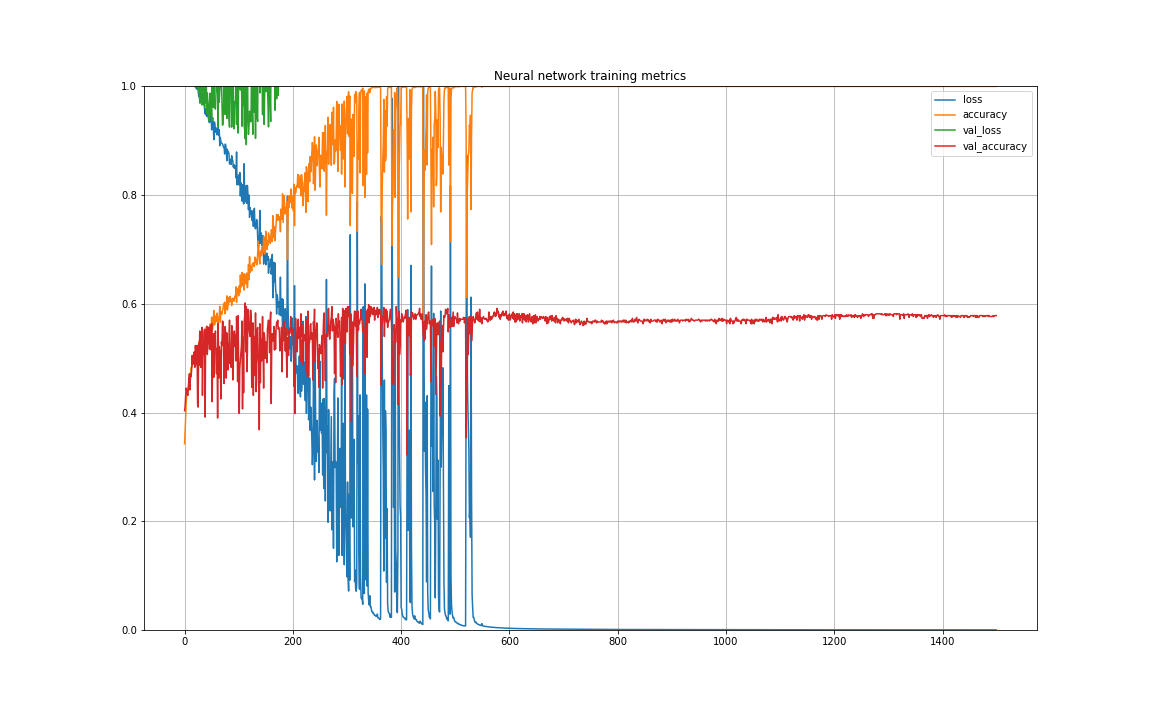 Neural network training metrics
1.0
0.8
0.6
0.4
0.2
0.0
0 200 400 600 800 1000 1200 1400
loss
accuracy
val_loss
val_accuracy